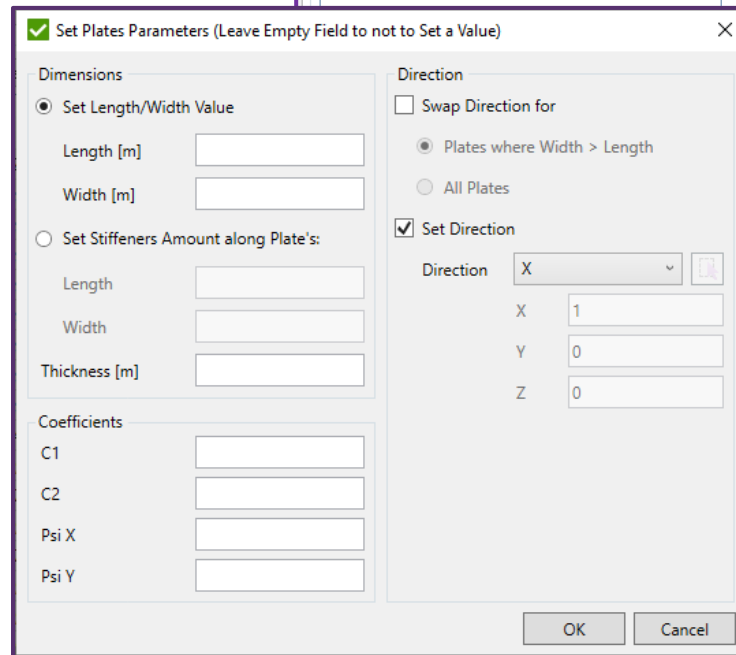 Set Plates Parameters (Leave Empty Field to not to Set a Value)
Dimensions
Set Length/Width Value
Length [m]
Width [m]
Set Stiffeners Amount along Plate's:
Length
Width
Thickness [m]
Coefficients
C1
C2
Psi X
Psi Y
Direction
Swap Direction for
Plates where Width > Length
All Plates
Set Direction
Direction X
X 1
Y 0
Z 0
OK Cancel